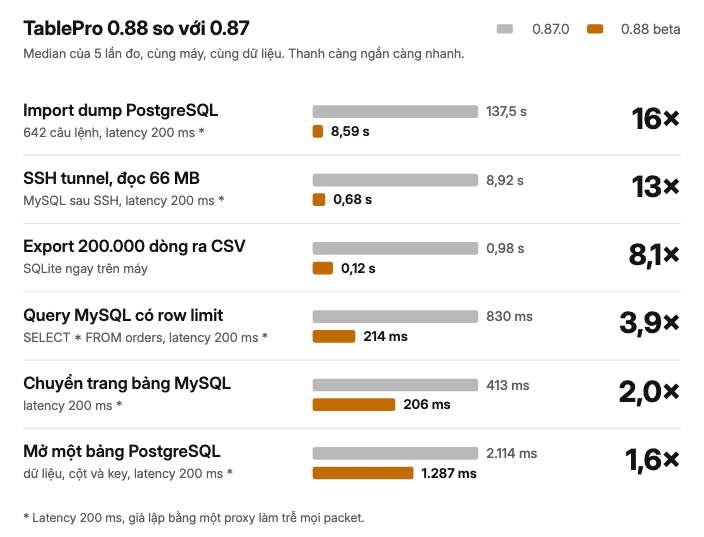 TablePro 0.88 so với 0.87
0.87.0 0.88 beta
Median của 5 lần đo, cùng máy, cùng dữ liệu. Thanh càng ngắn càng nhanh.
Import dump PostgreSQL
642 câu lệnh, latency 200 ms *
137,5 s
8,59 s
16×
SSH tunnel, đọc 66 MB
MySQL sau SSH, latency 200 ms *
8,92 s
0,68 s
13×
Export 200.000 dòng ra CSV
SQLite ngay trên máy
0,98 s
0,12 s
8,1×
Query MySQL có row limit
SELECT * FROM orders, latency 200 ms *
830 ms
214 ms
3,9×
Chuyển trang bảng MySQL
latency 200 ms *
413 ms
206 ms
2,0×
Mở một bảng PostgreSQL
dữ liệu, cột và key, latency 200 ms *
2.114 ms
1.287 ms
1,6×
* Latency 200 ms, giả lập bằng một proxy làm trễ mọi packet.